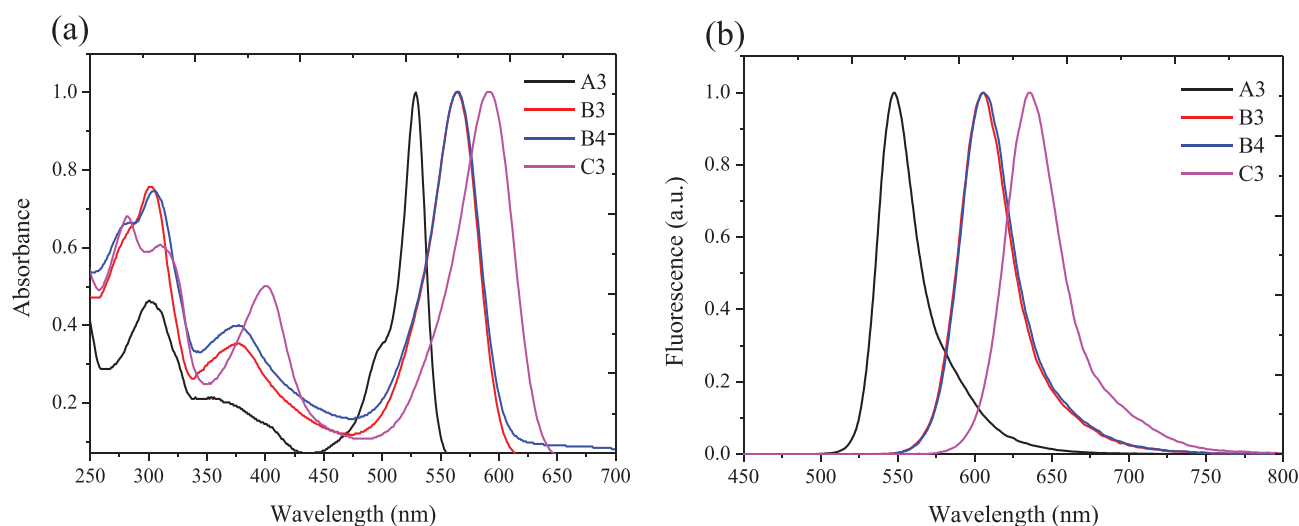 (a)
A3
B3
B4
C3
1.0
0.8
0.6
0.4
0.2
Absorbance
250 300 350 400 450 500 550 600 650 700
Wavelength (nm)
(b)
A3
B3
B4
C3
1.0
0.8
0.6
0.4
0.2
0.0
Fluorescence (a.u.)
450 500 550 600 650 700 750 800
Wavelength (nm)